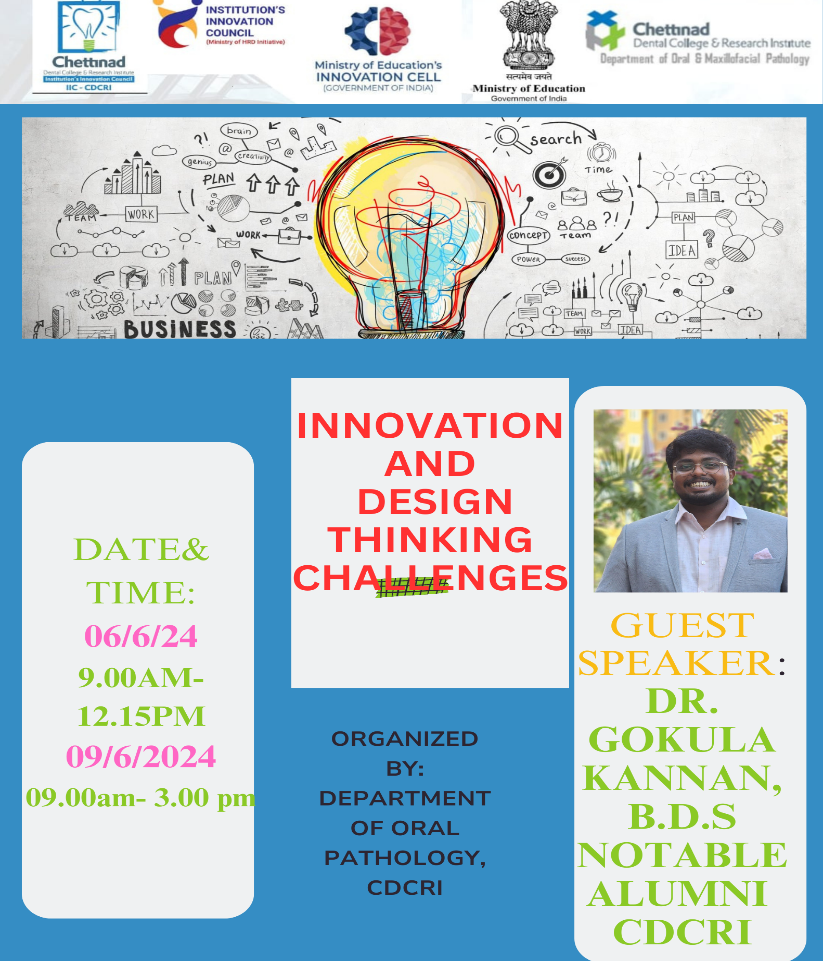 Chettinad
Dental College & Research Institute
Institution's Innovation Council
IIC - CDCRI
INSTITUTION'S
INNOVATION
COUNCIL
(Ministry of HRD Initiative)
Ministry of Education's
INNOVATION CELL
(GOVERNMENT OF INDIA)
सत्यमेव जयते
Ministry of Education
Government of India
Chettinad
Dental College & Research Institute
Department of Oral & Maxillofacial Pathology
brain
?!
@
genius
creativity
PLAN
TEAM
WORK
WORK
@
PLAN
BUSINESS
search
Time
?!
CONCEPT
Team
POWER
SUCCESS
PLAN
IDEA
?
TEAM
WORK
IDEA
INNOVATION
AND
DESIGN
THINKING
CHALLENGES
DATE&
TIME:
06/6/24
9.00AM-
12.15PM
09/6/2024
09.00am- 3.00 pm
ORGANIZED
BY:
DEPARTMENT
OF ORAL
PATHOLOGY,
CDCRI
GUEST
SPEAKER:
DR.
GOKULA
KANNAN,
B.D.S
NOTABLE
ALUMNI
CDCRI